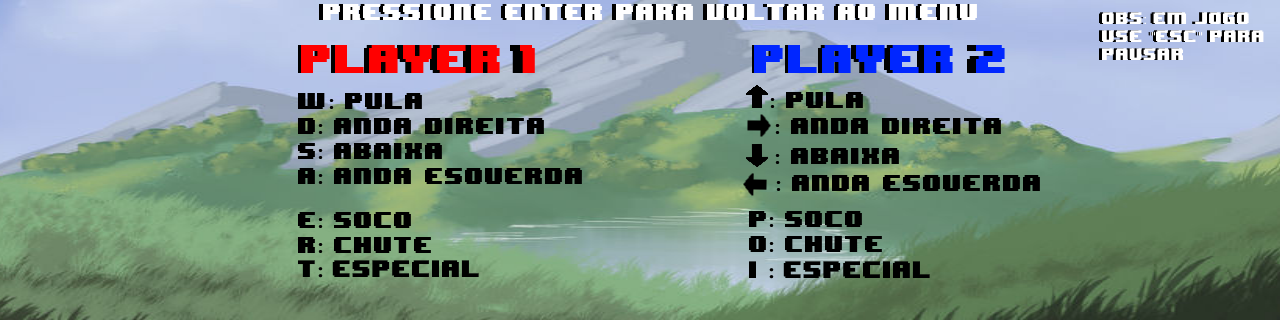 PRESSIONE ENTER PARA VOLTAR AO MENU
OBS: EM JOGO
USE "ESC" PARA
PAUSAR
PLAYER 1
W: PULA
D: ANDA DIREITA
S: ABAIXA
A: ANDA ESQUERDA
E: SOCO
R: CHUTE
T: ESPECIAL
PLAYER 2
↑: PULA
→: ANDA DIREITA
↓: ABAIXA
←: ANDA ESQUERDA
P: SOCO
O: CHUTE
I : ESPECIAL